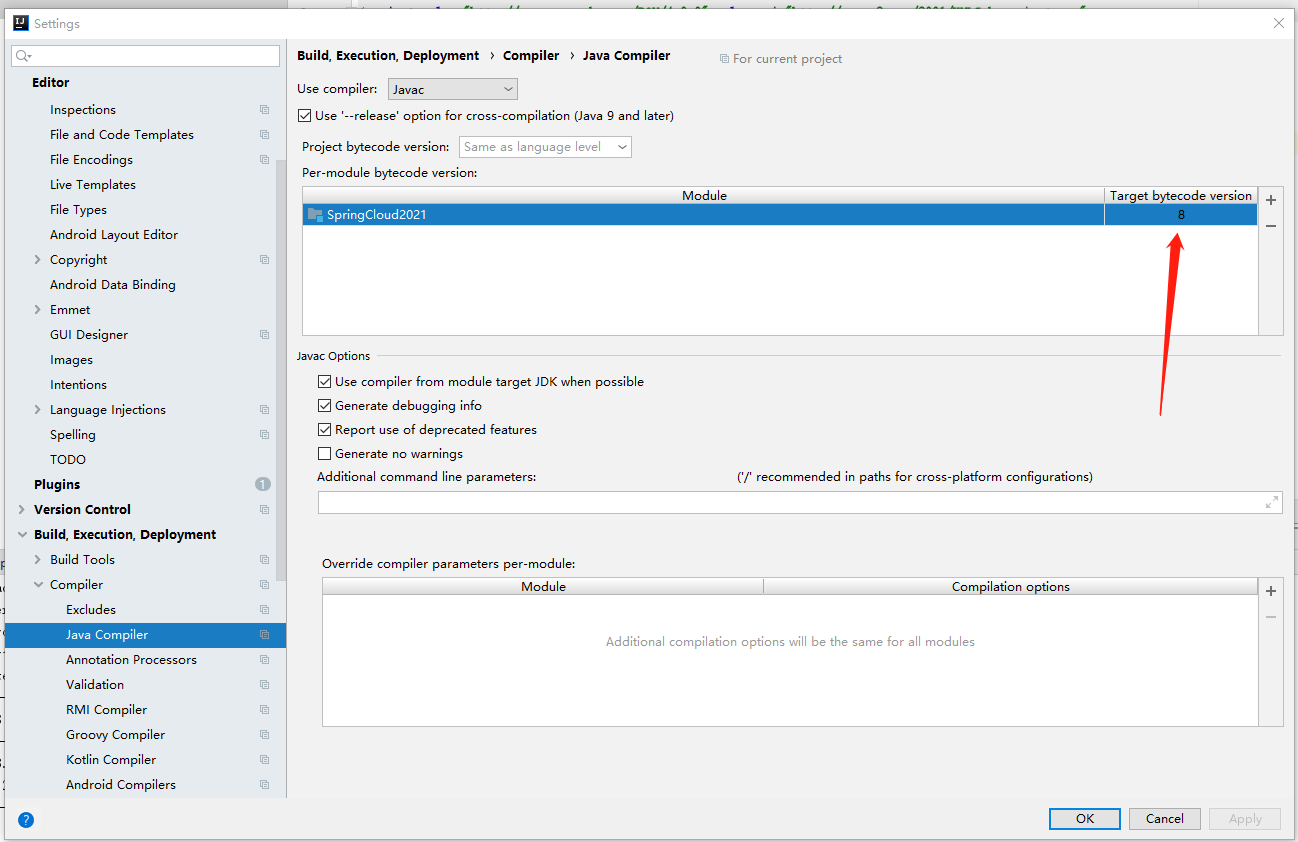 Settings
Editor
Inspections
File and Code Templates
File Encodings
Live Templates
File Types
Android Layout Editor
Copyright
Android Data Binding
Emmet
GUI Designer
Images
Intentions
Language Injections
Spelling
TODO
Plugins 1
Version Control
Build, Execution, Deployment
Build Tools
Compiler
Excludes
Java Compiler
Annotation Processors
Validation
RMI Compiler
Groovy Compiler
Kotlin Compiler
Android Compilers
?
Build, Execution, Deployment › Compiler › Java Compiler For current project
Use compiler: Javac
Use '--release' option for cross-compilation (Java 9 and later)
Project bytecode version: Same as language level
Per-module bytecode version:
Module Target bytecode version
SpringCloud2021 8
Javac Options
Use compiler from module target JDK when possible
Generate debugging info
Report use of deprecated features
Generate no warnings
Additional command line parameters: ('/' recommended in paths for cross-platform configurations)
Override compiler parameters per-module:
Module Compilation options
Additional compilation options will be the same for all modules
OK Cancel Apply